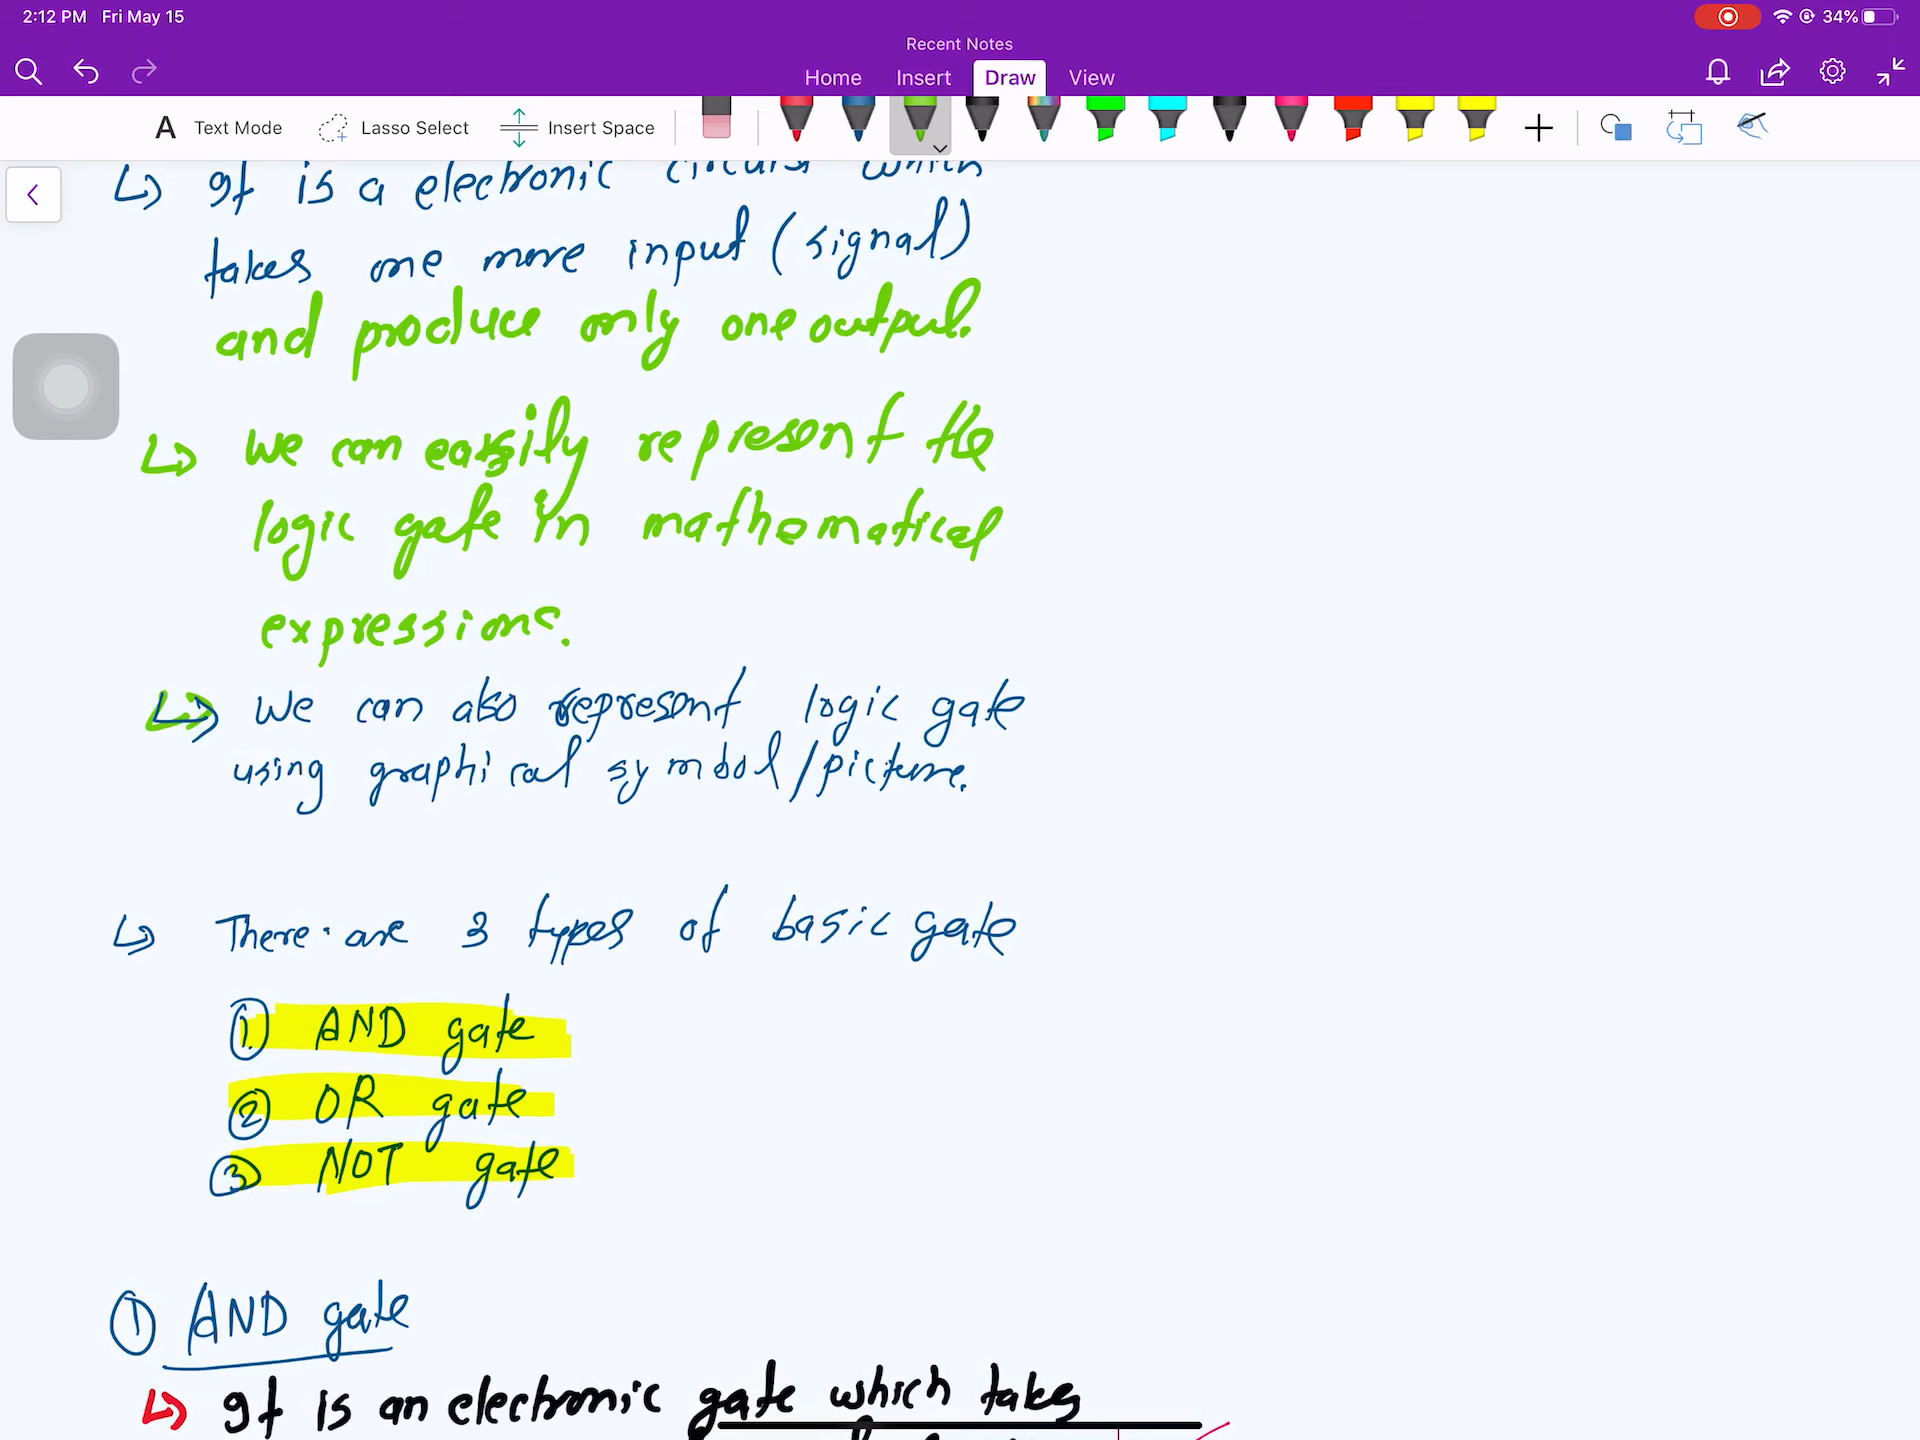 2:12 PM Fri May 15
34%
Recent Notes
Home Insert Draw View
A Text Mode Lasso Select Insert Space
↳ It is a electronic circuist which
takes one more input (signal)
and produce only one output.
↳ We can easily represent the
logic gate in mathematical
expressions.
↳ We can also represent logic gate
using graphical symbol/picture.
↳ There are 3 types of basic gate
① AND gate
② OR gate
③ NOT gate
① AND gate
↳ It is an electronic gate which takes